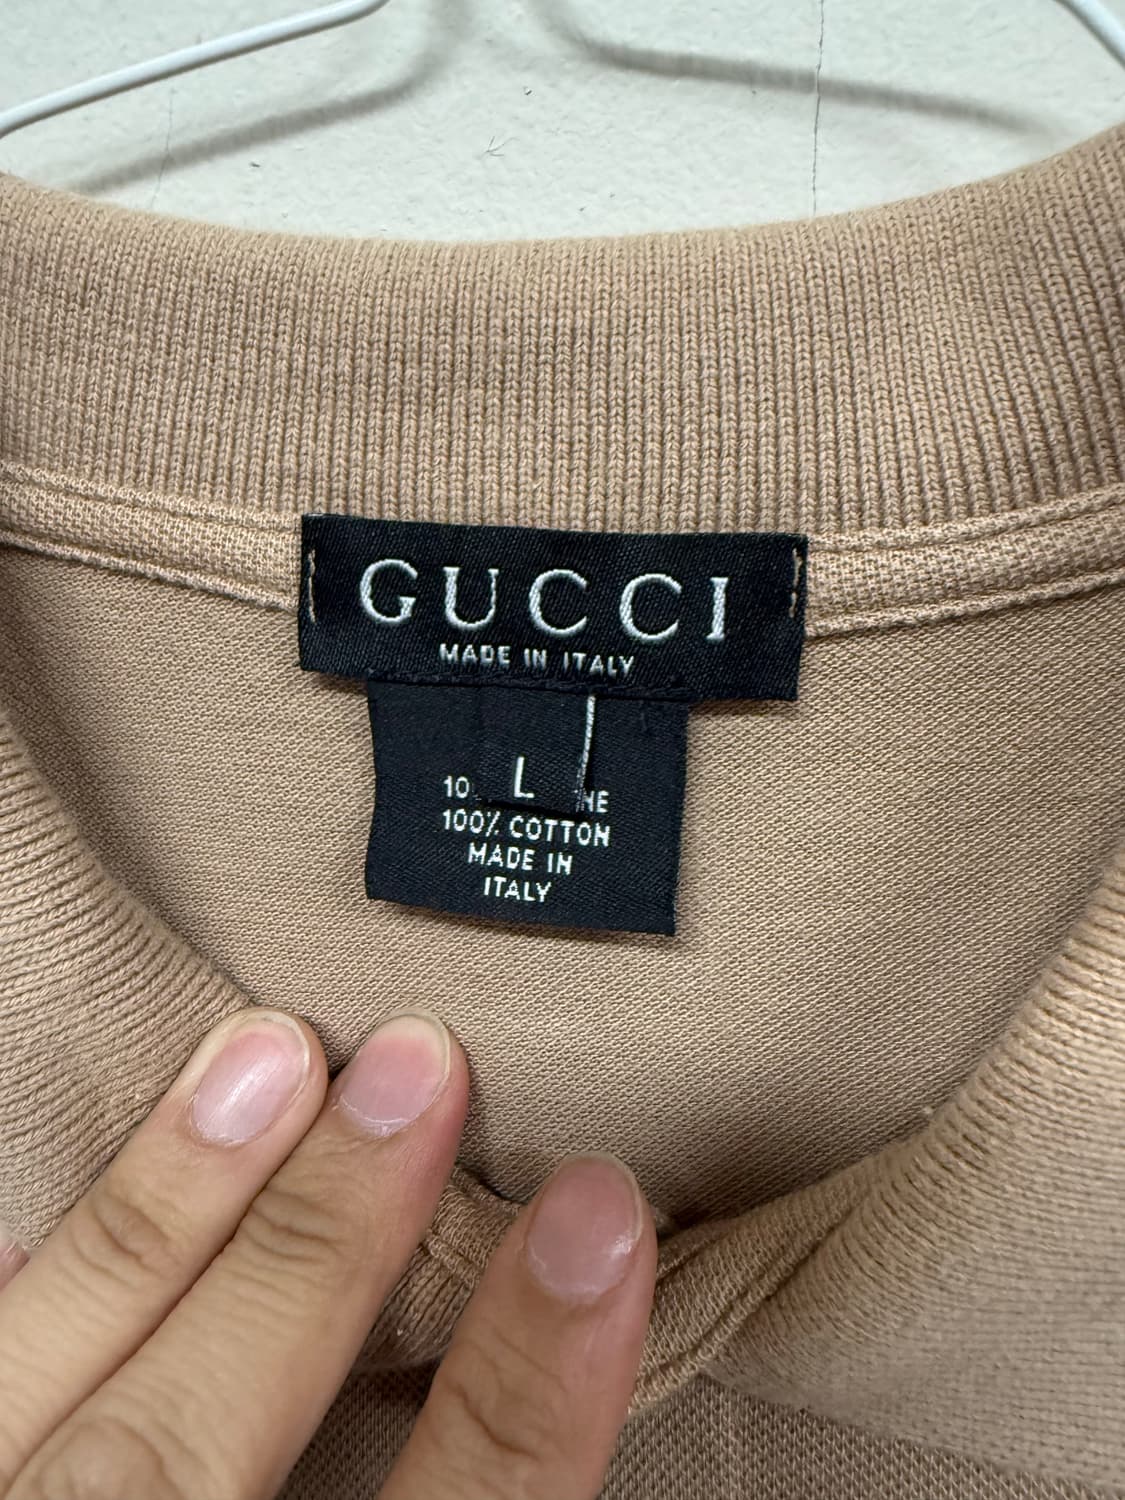 GUCCI
MADE IN ITALY
L
100% COTTON
MADE IN
ITALY